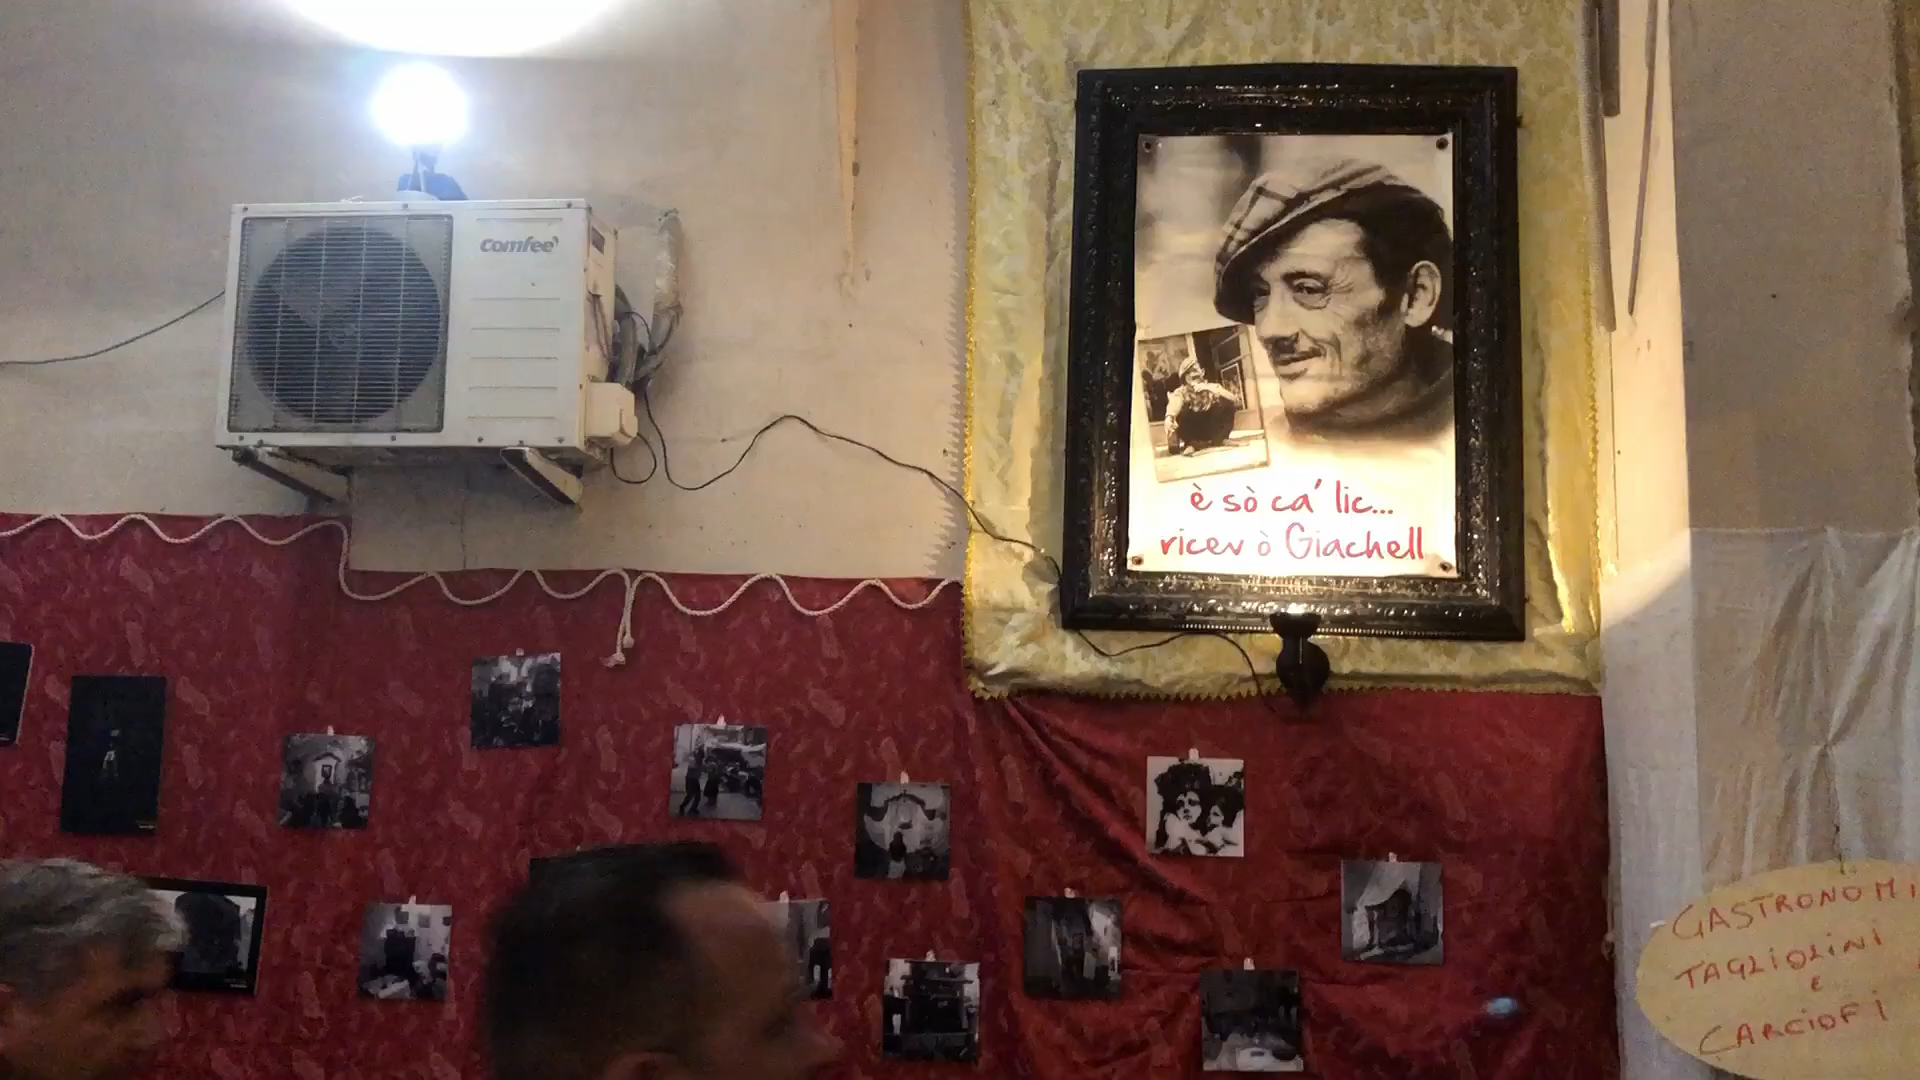 comfee'
è sò ca' lic...
ricev ò Giachell
GASTRONOMI
TAGLIOLINI
E
CARCIOFI